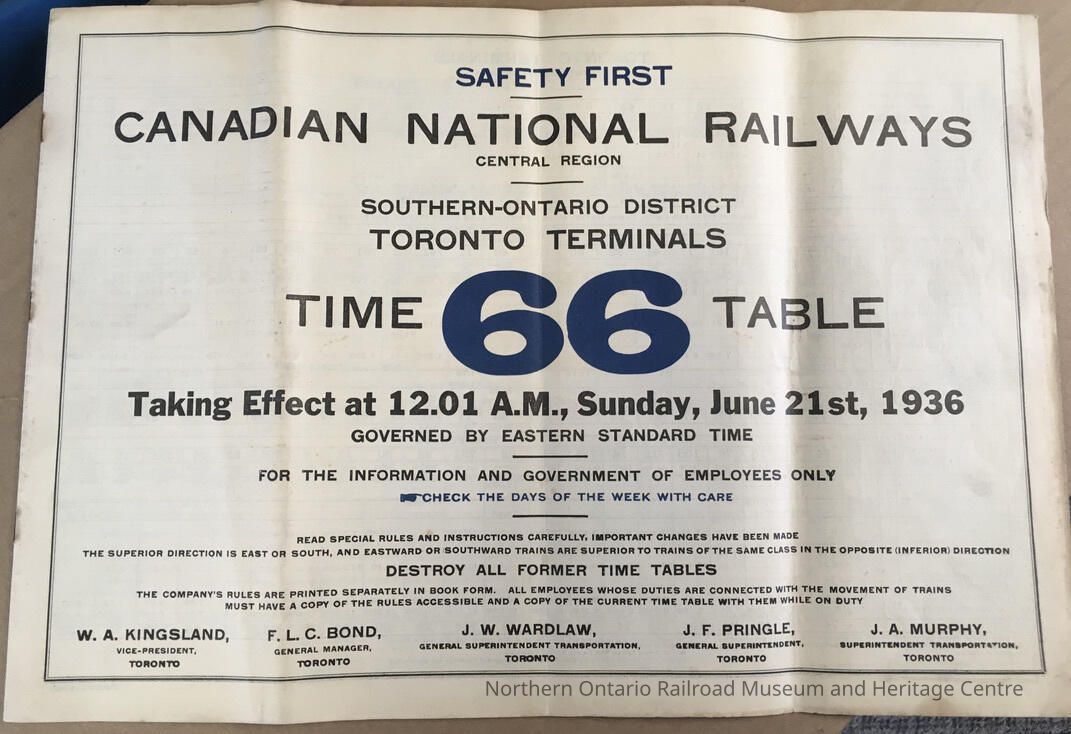 SAFETY FIRST
CANADIAN NATIONAL RAILWAYS
CENTRAL REGION
SOUTHERN-ONTARIO DISTRICT
TORONTO TERMINALS
TIME 66 TABLE
Taking Effect at 12.01 A.M., Sunday, June 21st, 1936
GOVERNED BY EASTERN STANDARD TIME
FOR THE INFORMATION AND GOVERNMENT OF EMPLOYEES ONLY
CHECK THE DAYS OF THE WEEK WITH CARE
READ SPECIAL RULES AND INSTRUCTIONS CAREFULLY, IMPORTANT CHANGES HAVE BEEN MADE
THE SUPERIOR DIRECTION IS EAST OR SOUTH, AND EASTWARD OR SOUTHWARD TRAINS ARE SUPERIOR TO TRAINS OF THE SAME CLASS IN THE OPPOSITE (INFERIOR) DIRECTION
DESTROY ALL FORMER TIME TABLES
THE COMPANY'S RULES ARE PRINTED SEPARATELY IN BOOK FORM. ALL EMPLOYEES WHOSE DUTIES ARE CONNECTED WITH THE MOVEMENT OF TRAINS
MUST HAVE A COPY OF THE RULES ACCESSIBLE AND A COPY OF THE CURRENT TIME TABLE WITH THEM WHILE ON DUTY
W. A. KINGSLAND,
VICE-PRESIDENT,
TORONTO
F. L. C. BOND,
GENERAL MANAGER,
TORONTO
J. W. WARDLAW,
GENERAL SUPERINTENDENT TRANSPORTATION,
TORONTO
J. F. PRINGLE,
GENERAL SUPERINTENDENT,
TORONTO
J. A. MURPHY,
SUPERINTENDENT TRANSPORTATION,
TORONTO
Northern Ontario Railroad Museum and Heritage Centre